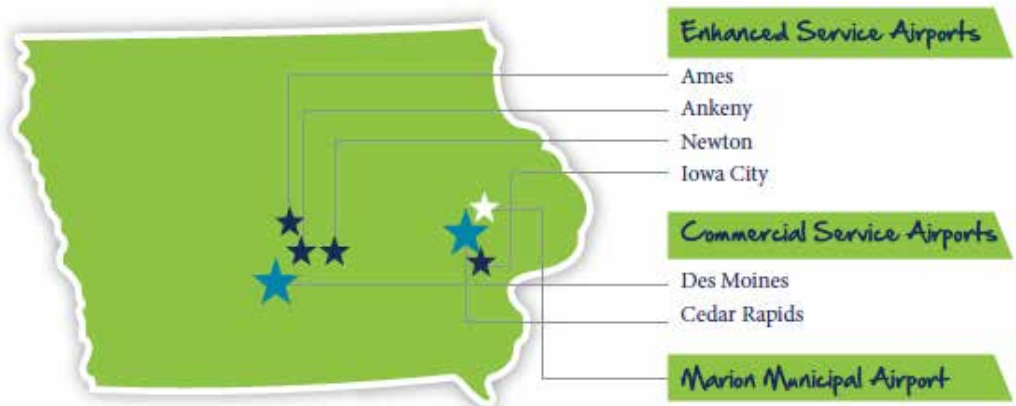 Enhanced Service Airports
Ames
Ankeny
Newton
Iowa City
Commercial Service Airports
Des Moines
Cedar Rapids
Marion Municipal Airport